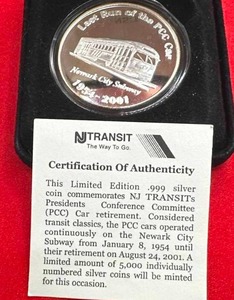 Last Run of the PCC Car
Newark City Subway
1954-2001
NJTRANSIT
The Way To Go.
Certification Of Authenticity
This Limited Edition .999 silver
coin commemorates NJ TRANSIT's
Presidents Conference Committee
(PCC) Car retirement. Considered
transit classics, the PCC cars operated
continuously on the Newark City
Subway from January 8, 1954 until
their retirement on August 24, 2001. A
limited amount of 5,000 individually
numbered silver coins will be minted
for this occasion.